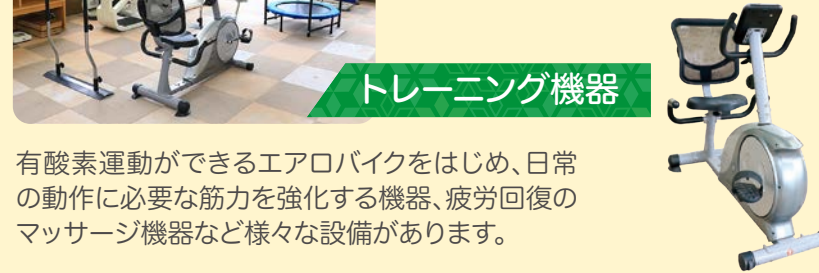 トレーニング機器
有酸素運動ができるエアロバイクをはじめ、日常
の動作に必要な筋力を強化する機器、疲労回復の
マッサージ機器など様々な設備があります。